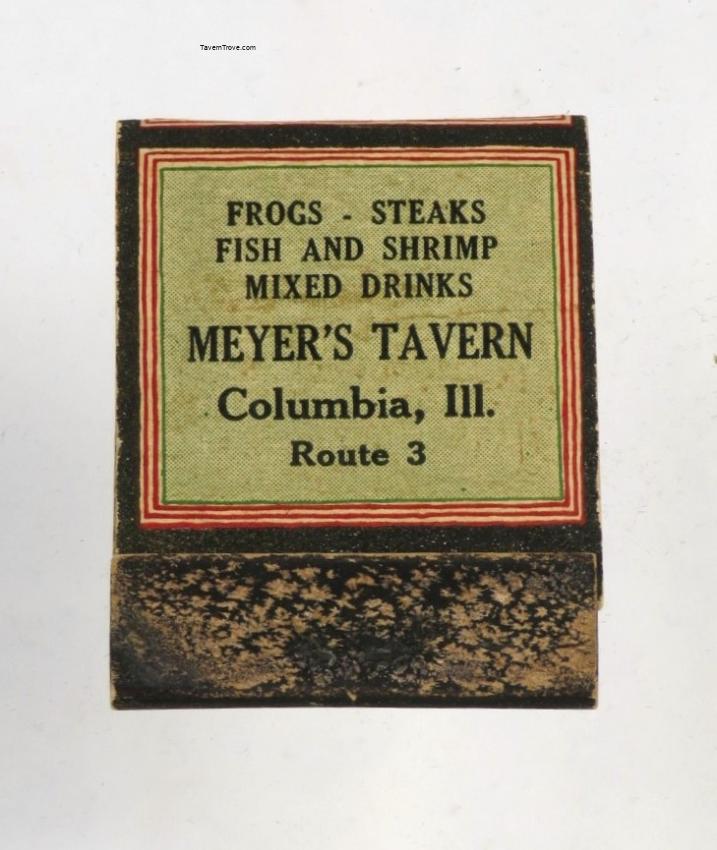 TavernTrove.com
FROGS - STEAKS
FISH AND SHRIMP
MIXED DRINKS
MEYER'S TAVERN
Columbia, Ill.
Route 3